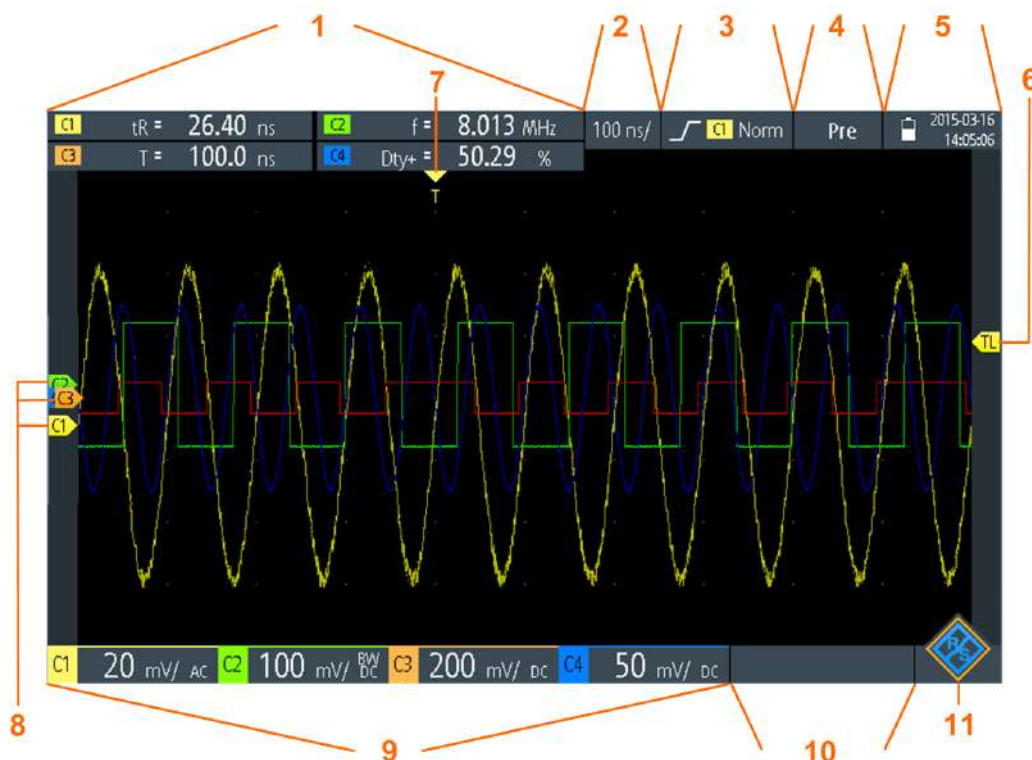 1 2 3 4 5
7 6
C1 tR = 26.40 ns C2 f = 8.013 MHz 100 ns/ C1 Norm Pre 2015-03-16
C3 T = 100.0 ns C4 Dty+ = 50.29 % 14:05:06
T
TL
C2
C3
C1
C1 20 mV/ AC C2 100 mV/ BW DC C3 200 mV/ DC C4 50 mV/ DC R/S
8 9 10 11